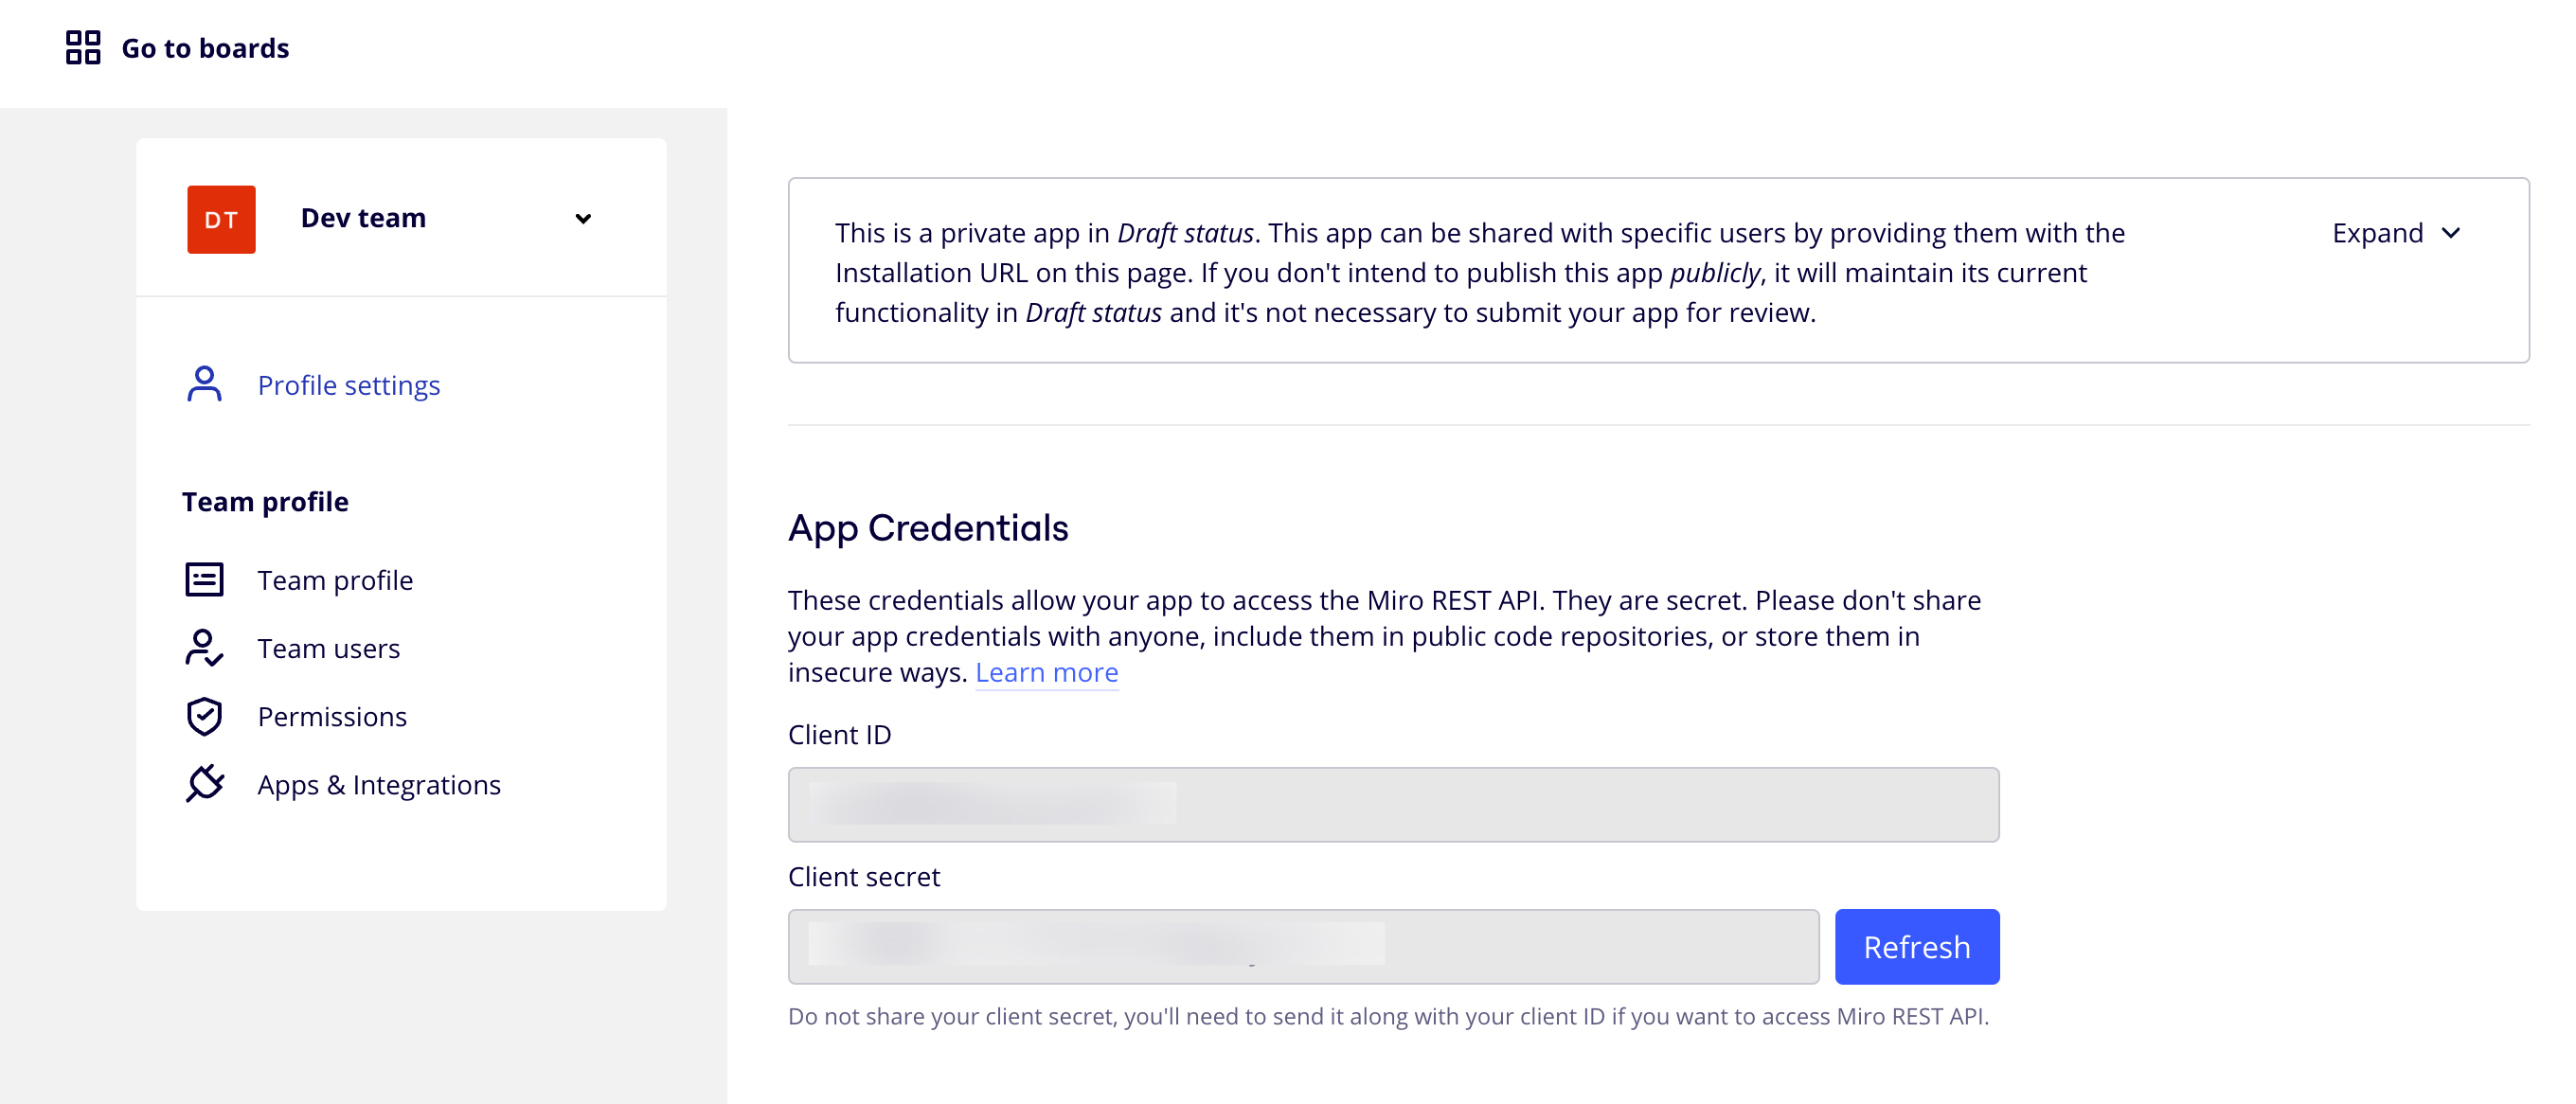 Go to boards
DT
Dev team
Profile settings
Team profile
Team profile
Team users
Permissions
Apps & Integrations
This is a private app in Draft status. This app can be shared with specific users by providing them with the
Installation URL on this page. If you don't intend to publish this app publicly, it will maintain its current
functionality in Draft status and it's not necessary to submit your app for review.
Expand
App Credentials
These credentials allow your app to access the Miro REST API. They are secret. Please don't share
your app credentials with anyone, include them in public code repositories, or store them in
insecure ways. Learn more
Client ID
Client secret
Refresh
Do not share your client secret, you'll need to send it along with your client ID if you want to access Miro REST API.